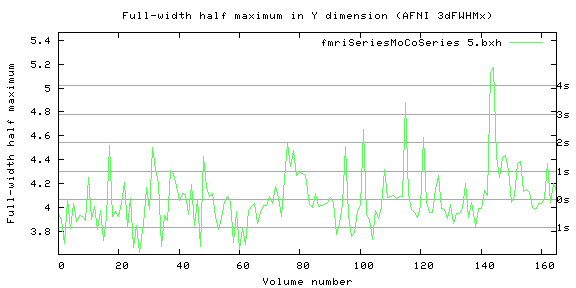 Full-width half maximum in Y dimension (AFNI 3dFWHMx)
5.4
5.2
5
4.8
4.6
4.4
4.2
4
3.8
Full-width half maximum
fmriSeriesMoCoSeries 5.bxh
4s
3s
2s
1s
0s
1s
0 20 40 60 80 100 120 140 160
Volume number